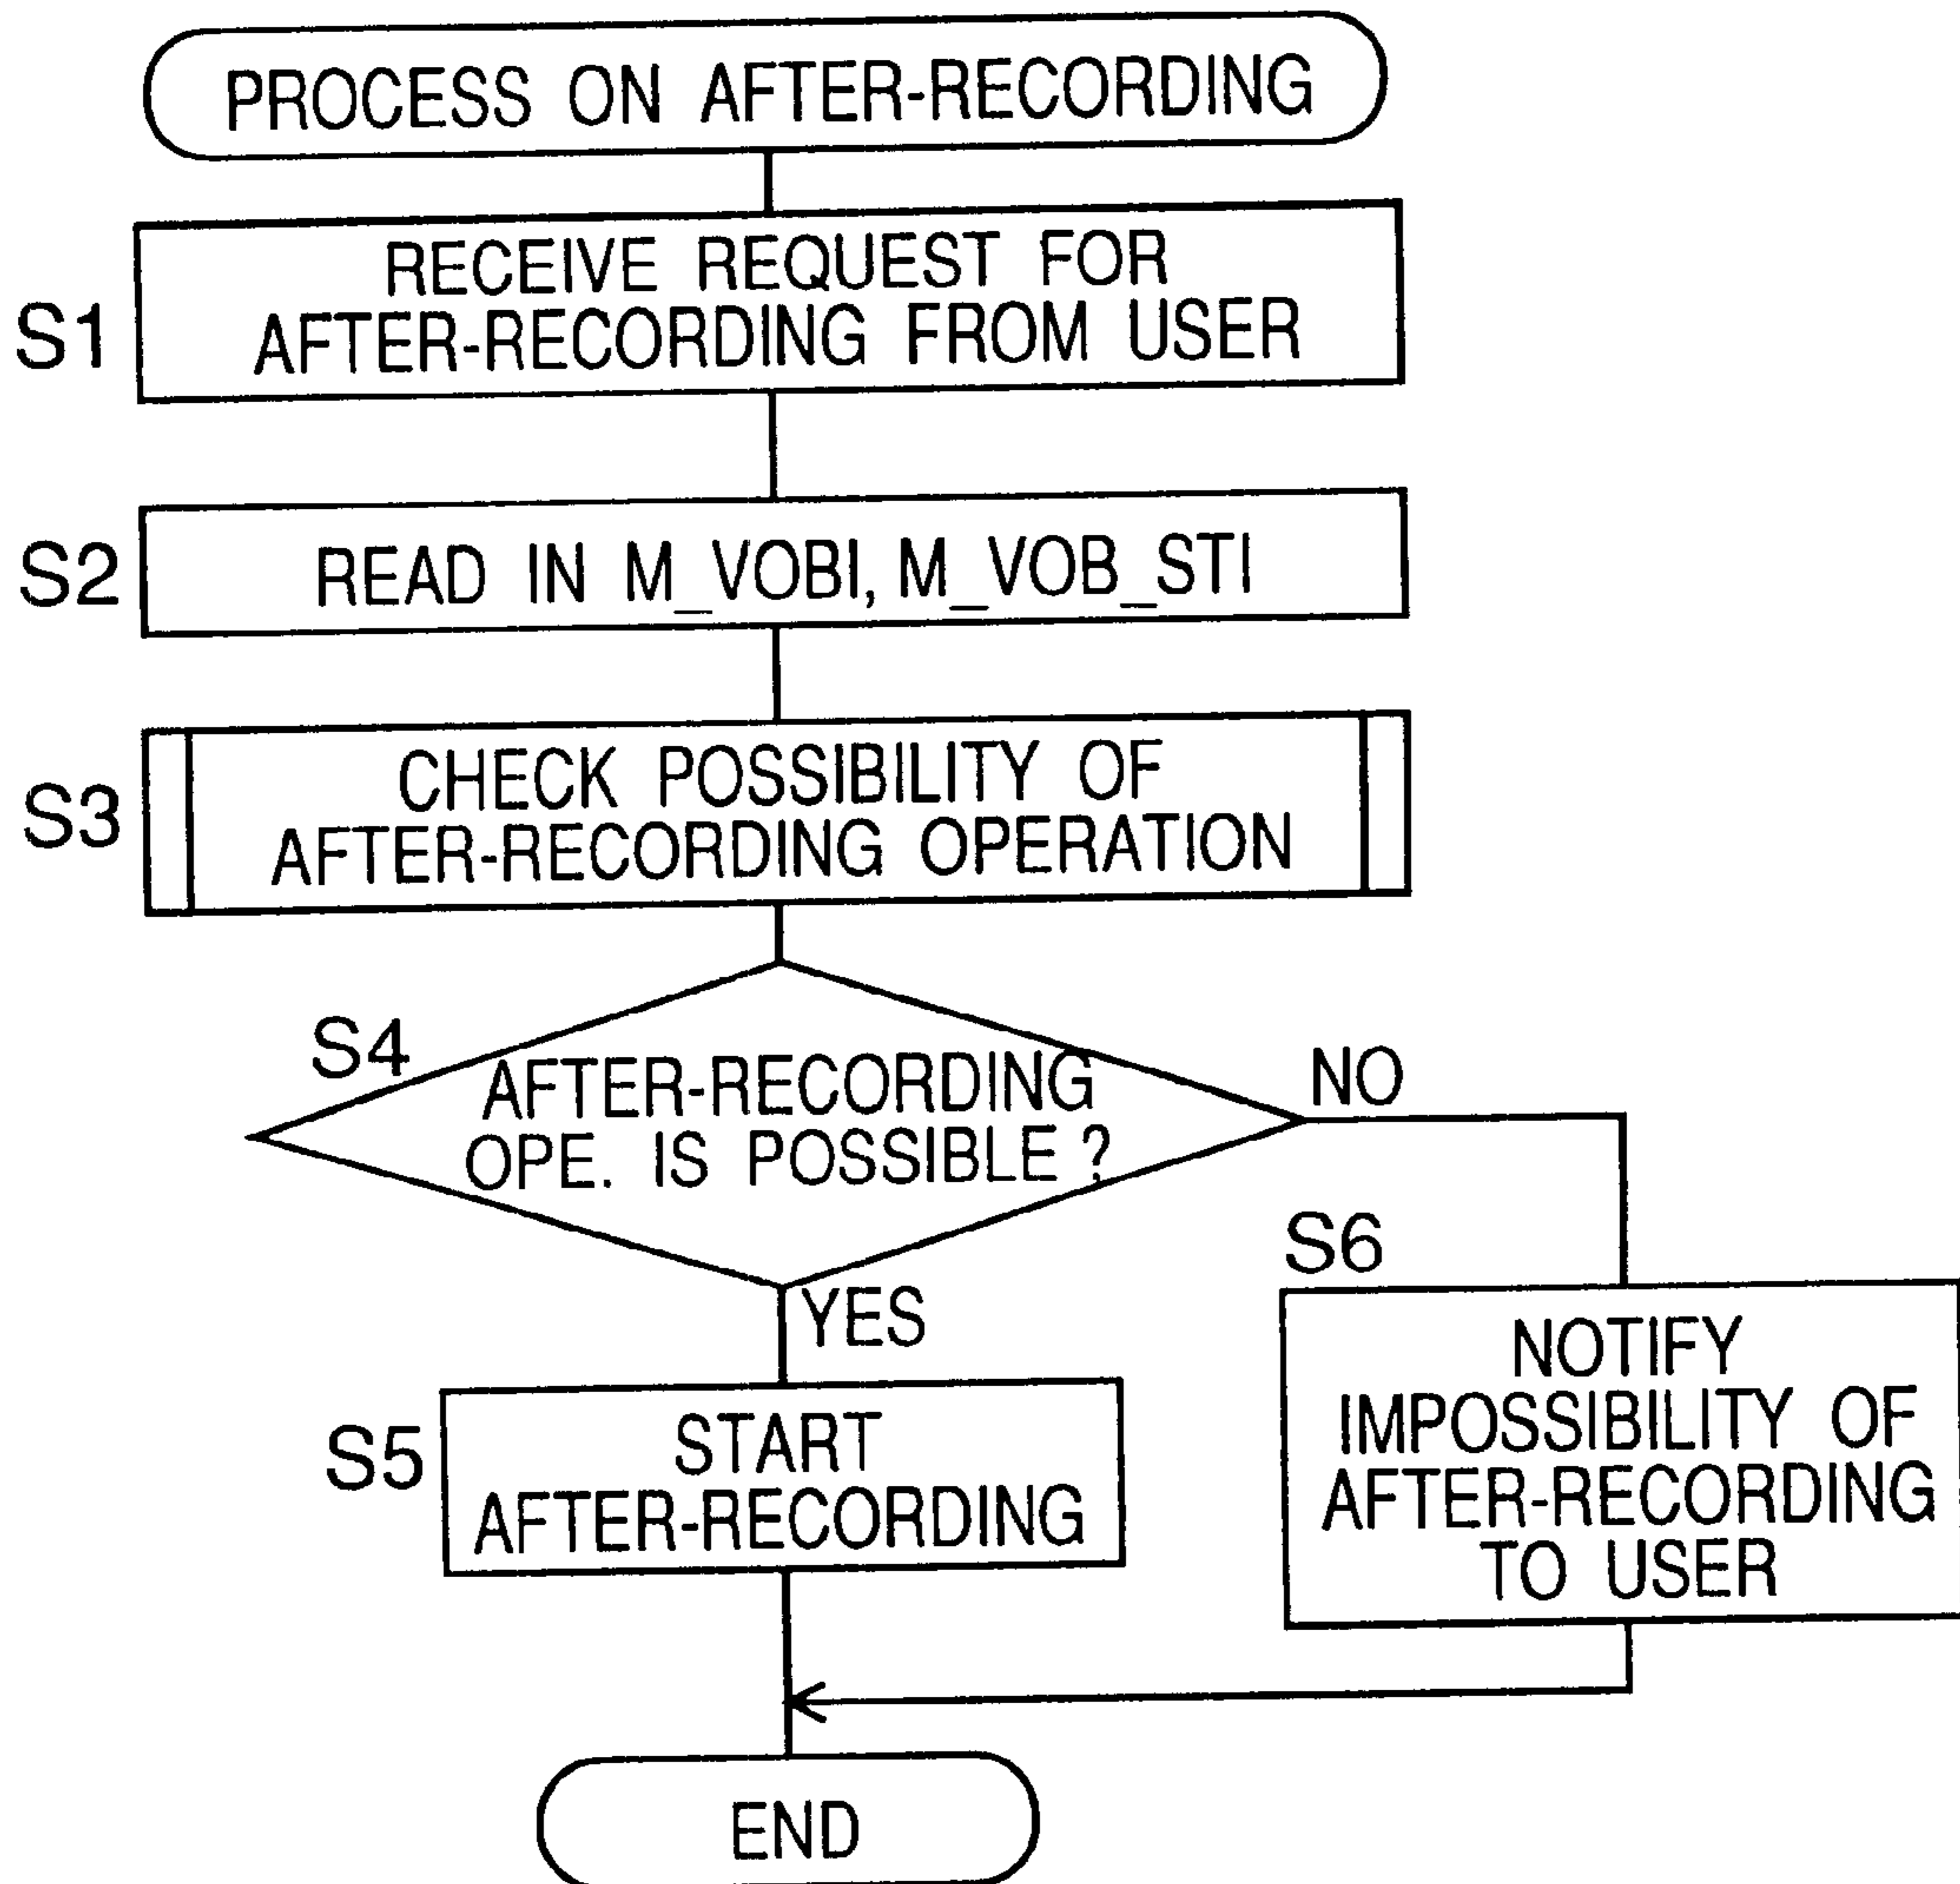 PROCESS ON AFTER-RECORDING
S1
RECEIVE REQUEST FOR
AFTER-RECORDING FROM USER
S2
READ IN M_VOBI, M_VOB_STI
S3
CHECK POSSIBILITY OF
AFTER-RECORDING OPERATION
S4
AFTER-RECORDING
OPE. IS POSSIBLE ?
NO
YES
S5
START
AFTER-RECORDING
S6
NOTIFY
IMPOSSIBILITY OF
AFTER-RECORDING
TO USER
END